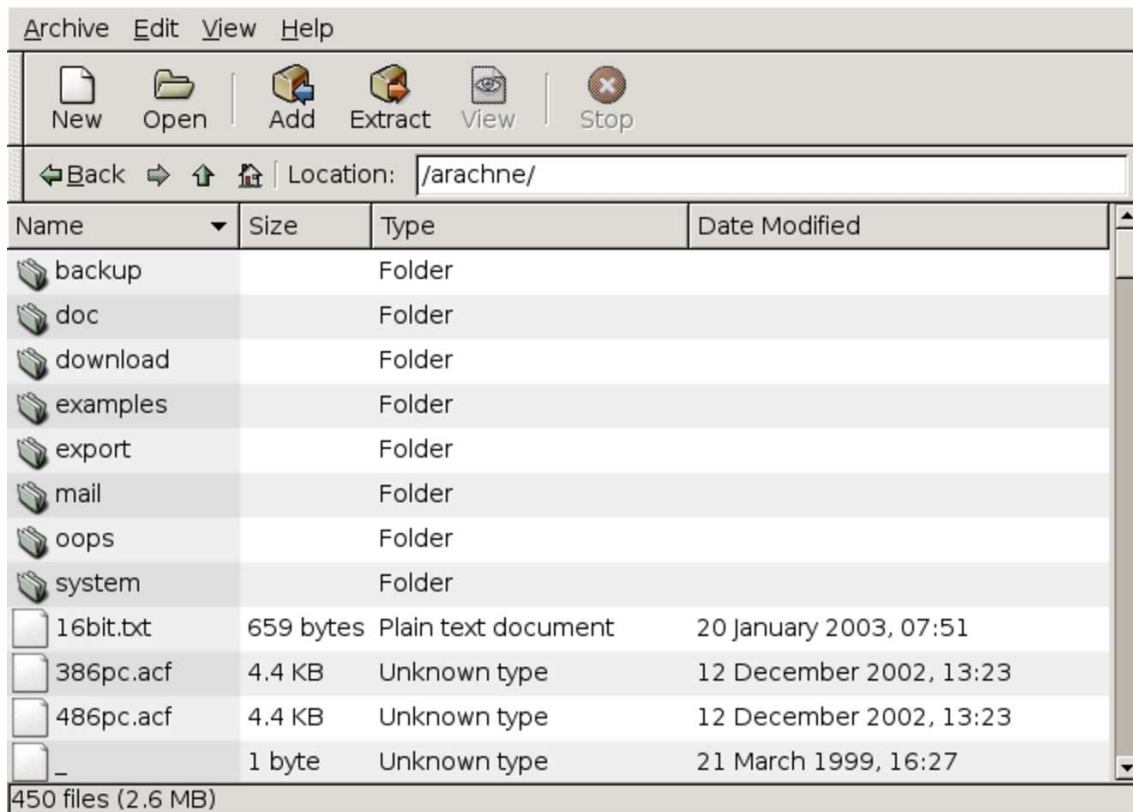 Archive Edit View Help
New Open Add Extract View Stop
Back Location: /arachne/
Name Size Type Date Modified
backup Folder
doc Folder
download Folder
examples Folder
export Folder
mail Folder
oops Folder
system Folder
16bit.txt 659 bytes Plain text document 20 January 2003, 07:51
386pc.acf 4.4 KB Unknown type 12 December 2002, 13:23
486pc.acf 4.4 KB Unknown type 12 December 2002, 13:23
_ 1 byte Unknown type 21 March 1999, 16:27
450 files (2.6 MB)